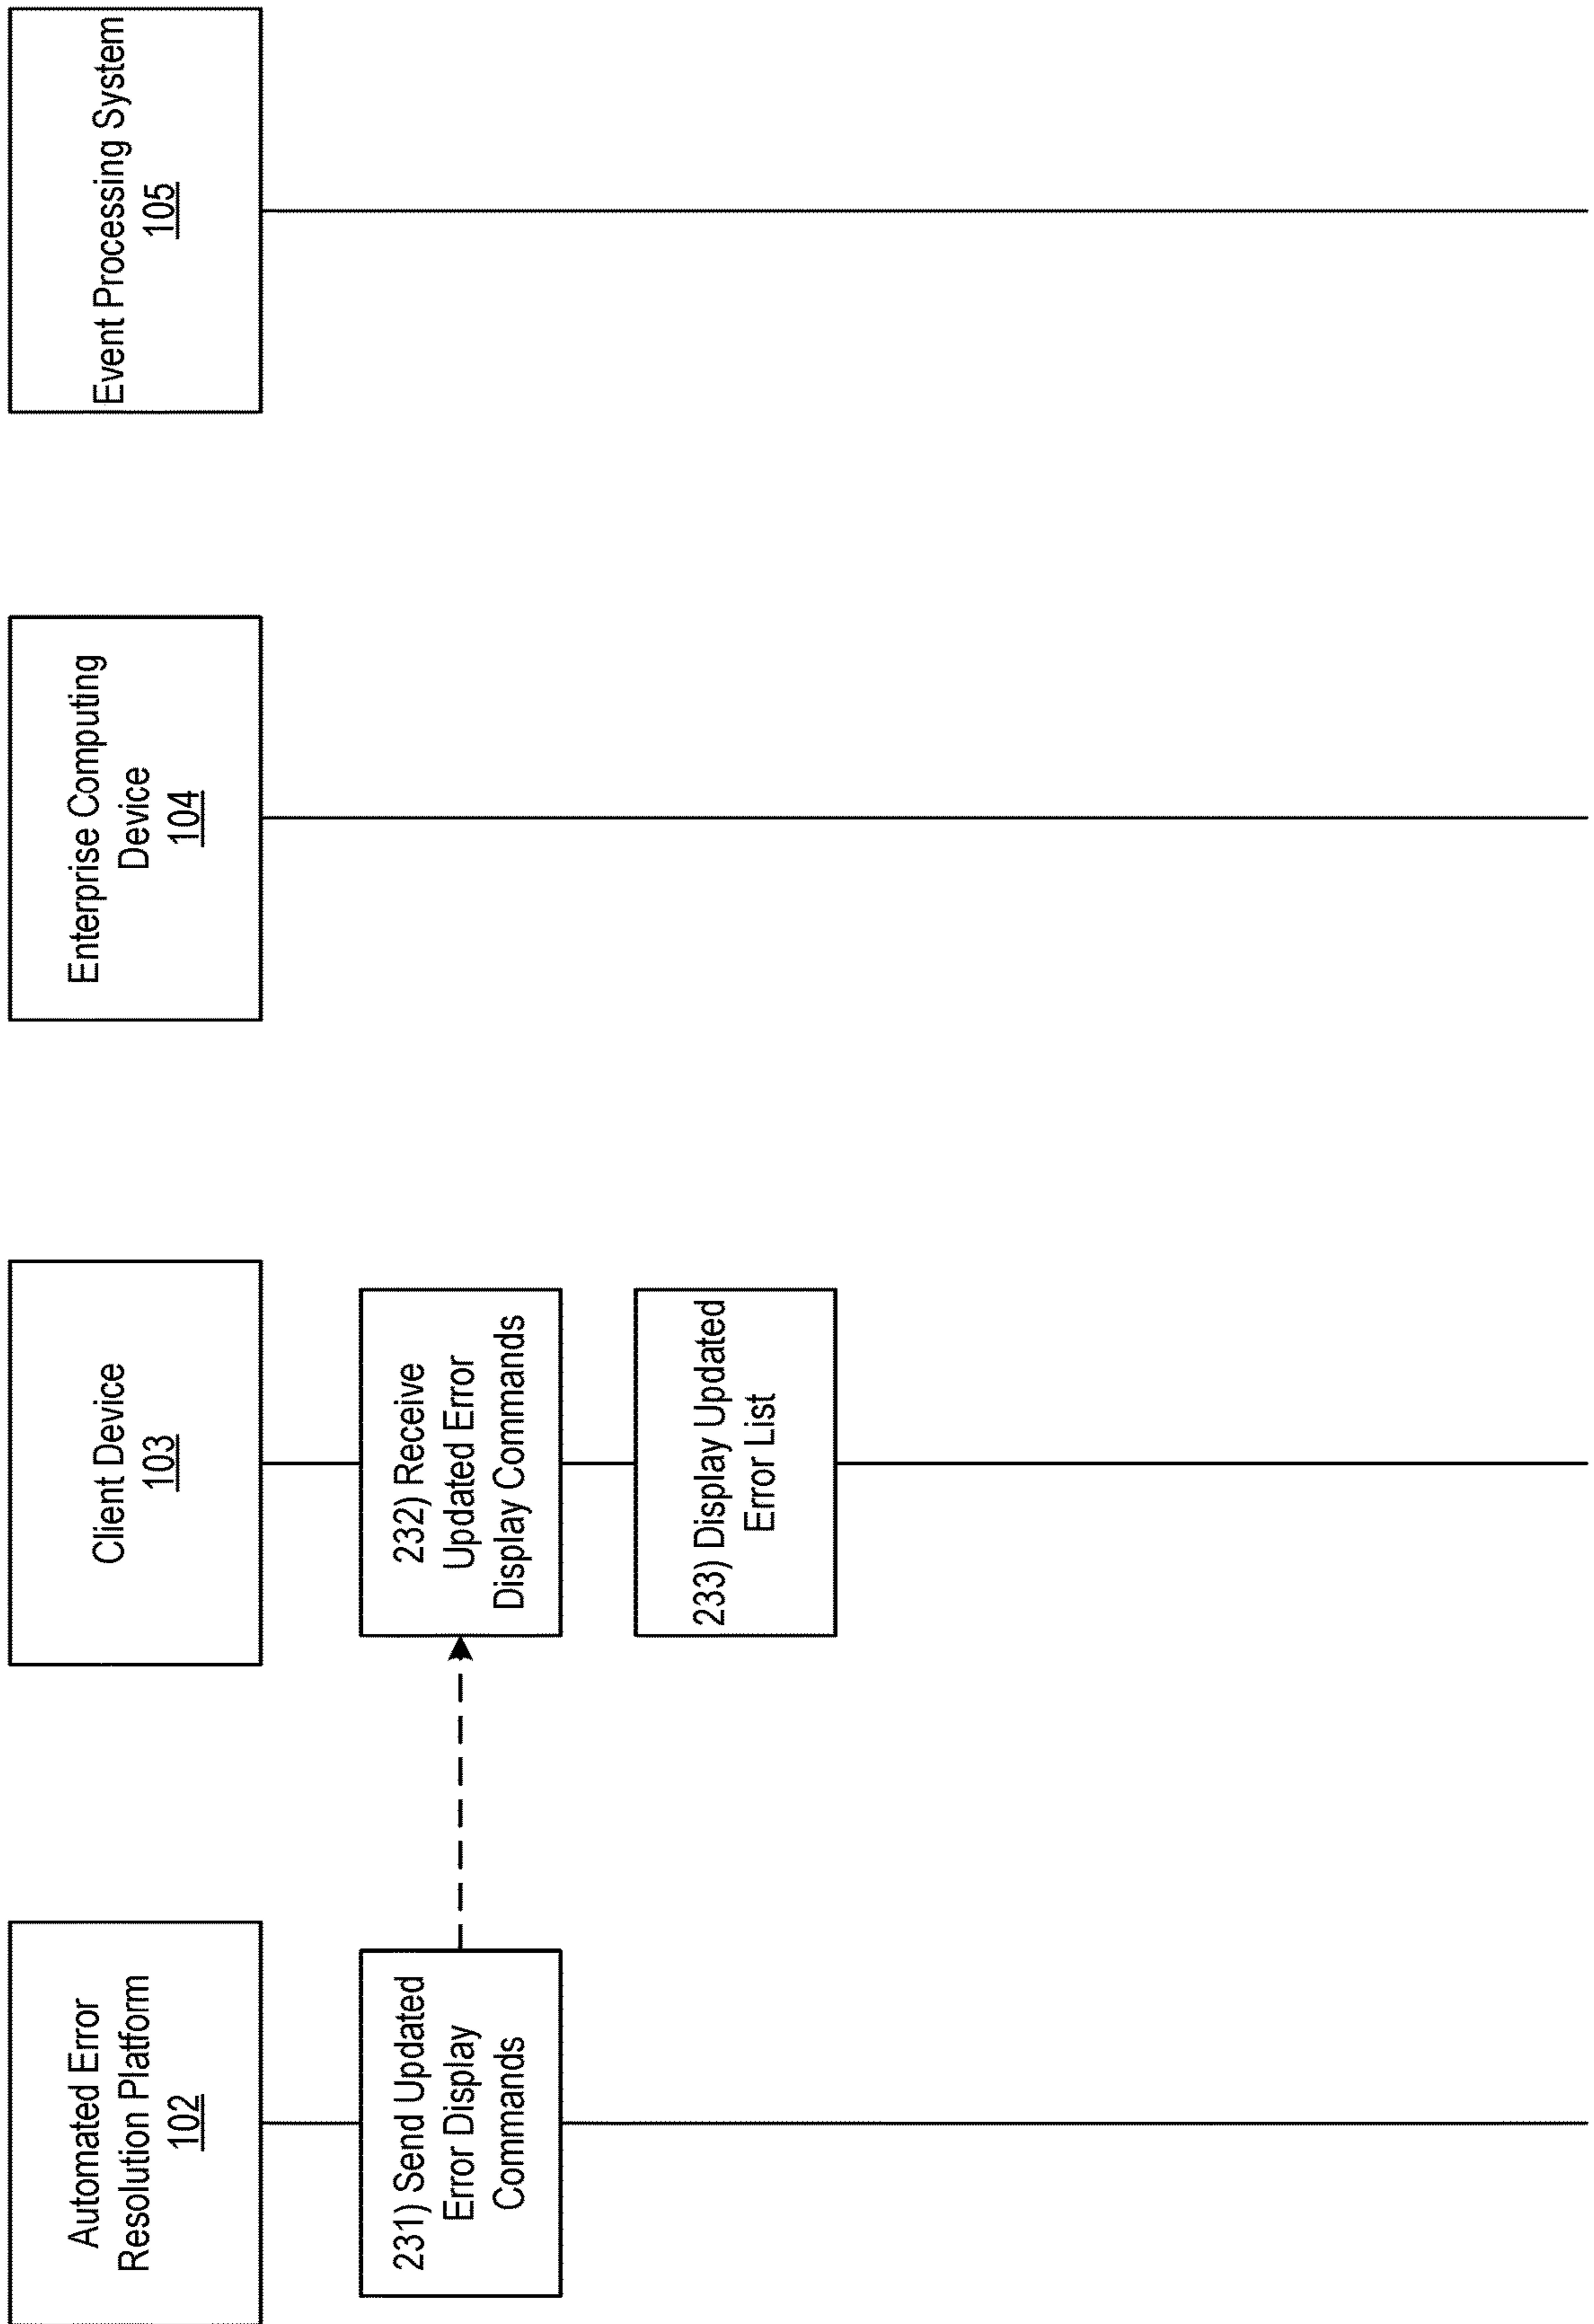 Automated Error
Resolution Platform
102
Client Device
103
Enterprise Computing
Device
104
Event Processing System
105
231) Send Updated
Error Display
Commands
232) Receive
Updated Error
Display Commands
233) Display Updated
Error List